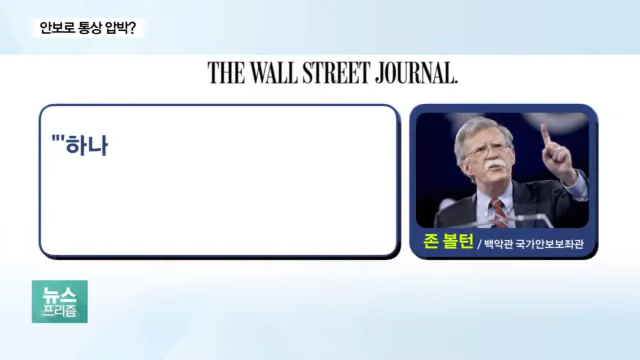 안보로 통상 압박?
THE WALL STREET JOURNAL.
"'하나
존 볼턴 / 백악관 국가안보보좌관
뉴스
프리즘